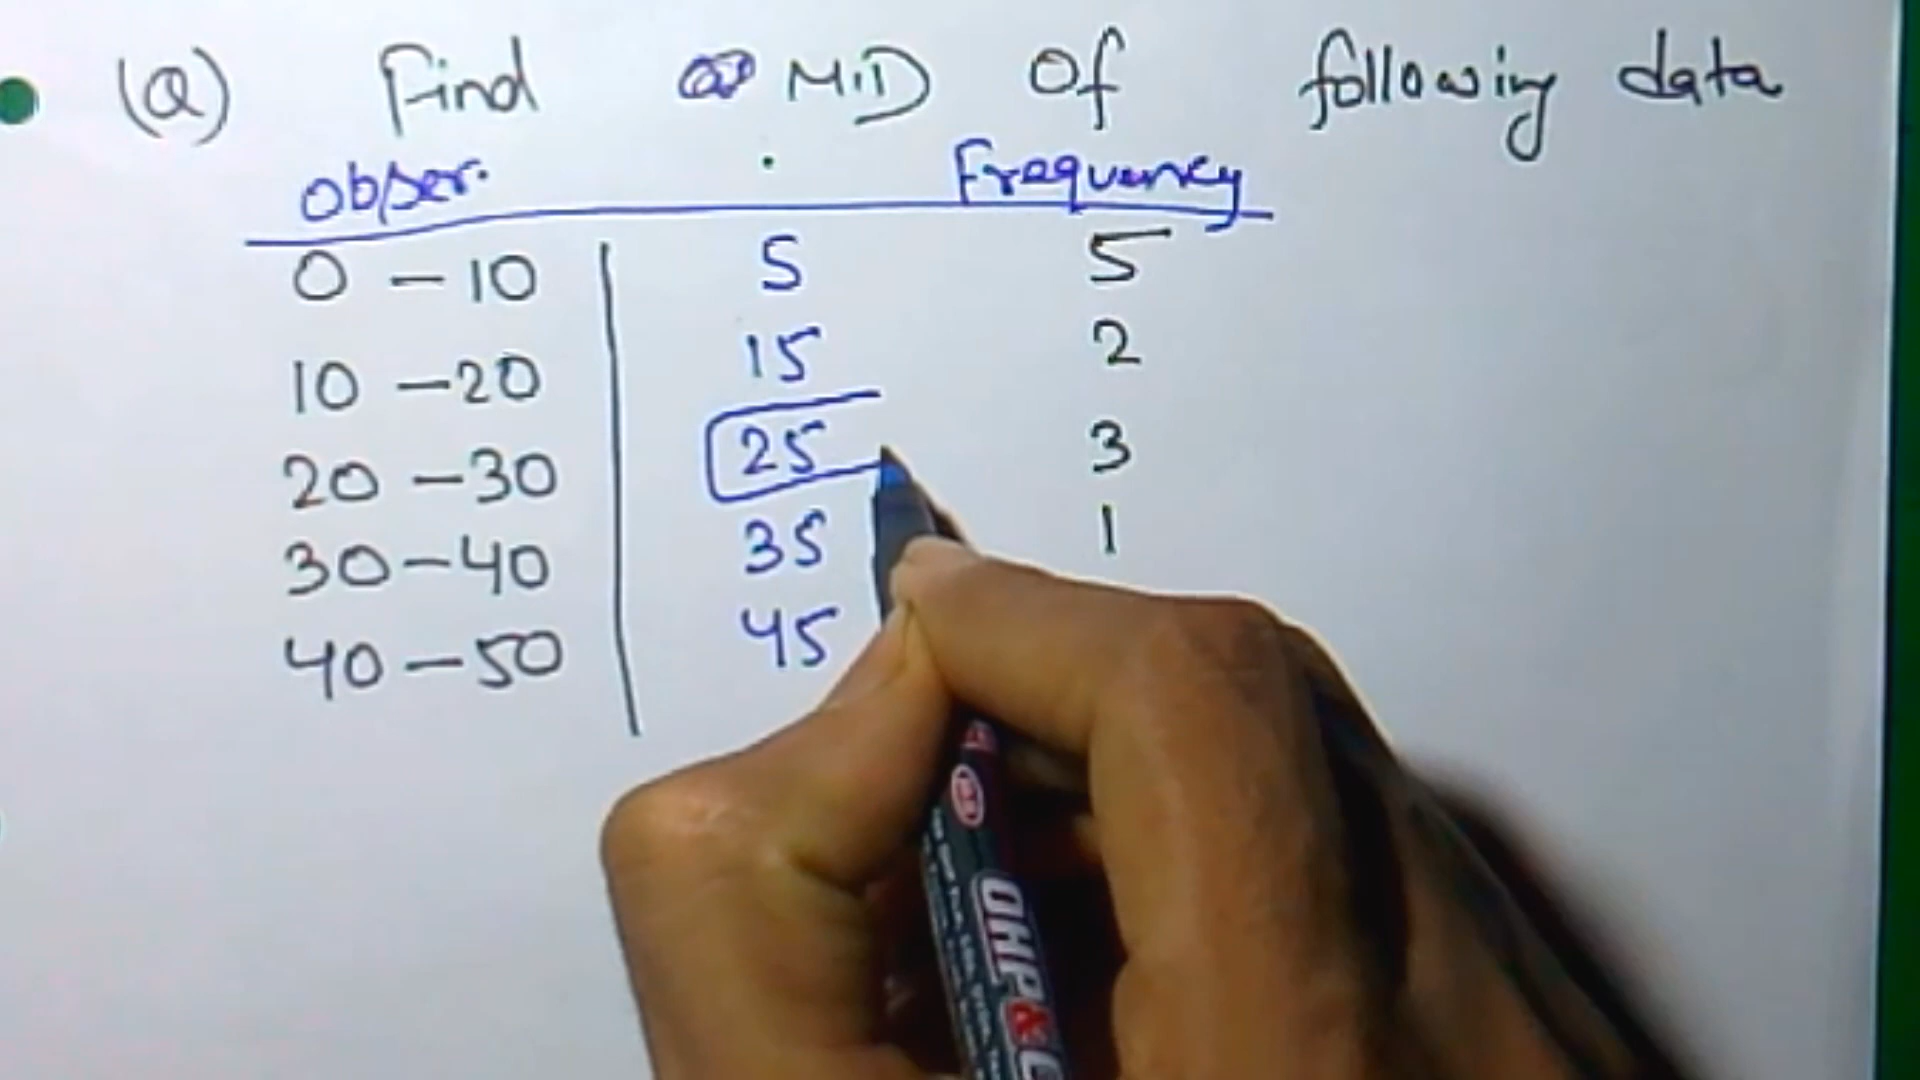 (Q) Find M.D Of following data
Obser. Frequency
0 - 10 5 5
10 - 20 15 2
20 - 30 25 3
30 - 40 35 1
40 - 50 45
OHP &